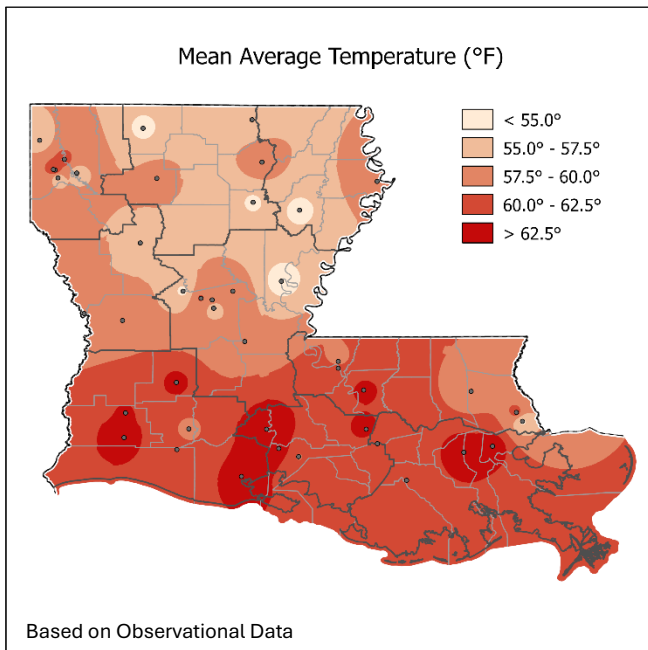 Mean Average Temperature (°F)
< 55.0°
55.0° - 57.5°
57.5° - 60.0°
60.0° - 62.5°
> 62.5°
Based on Observational Data